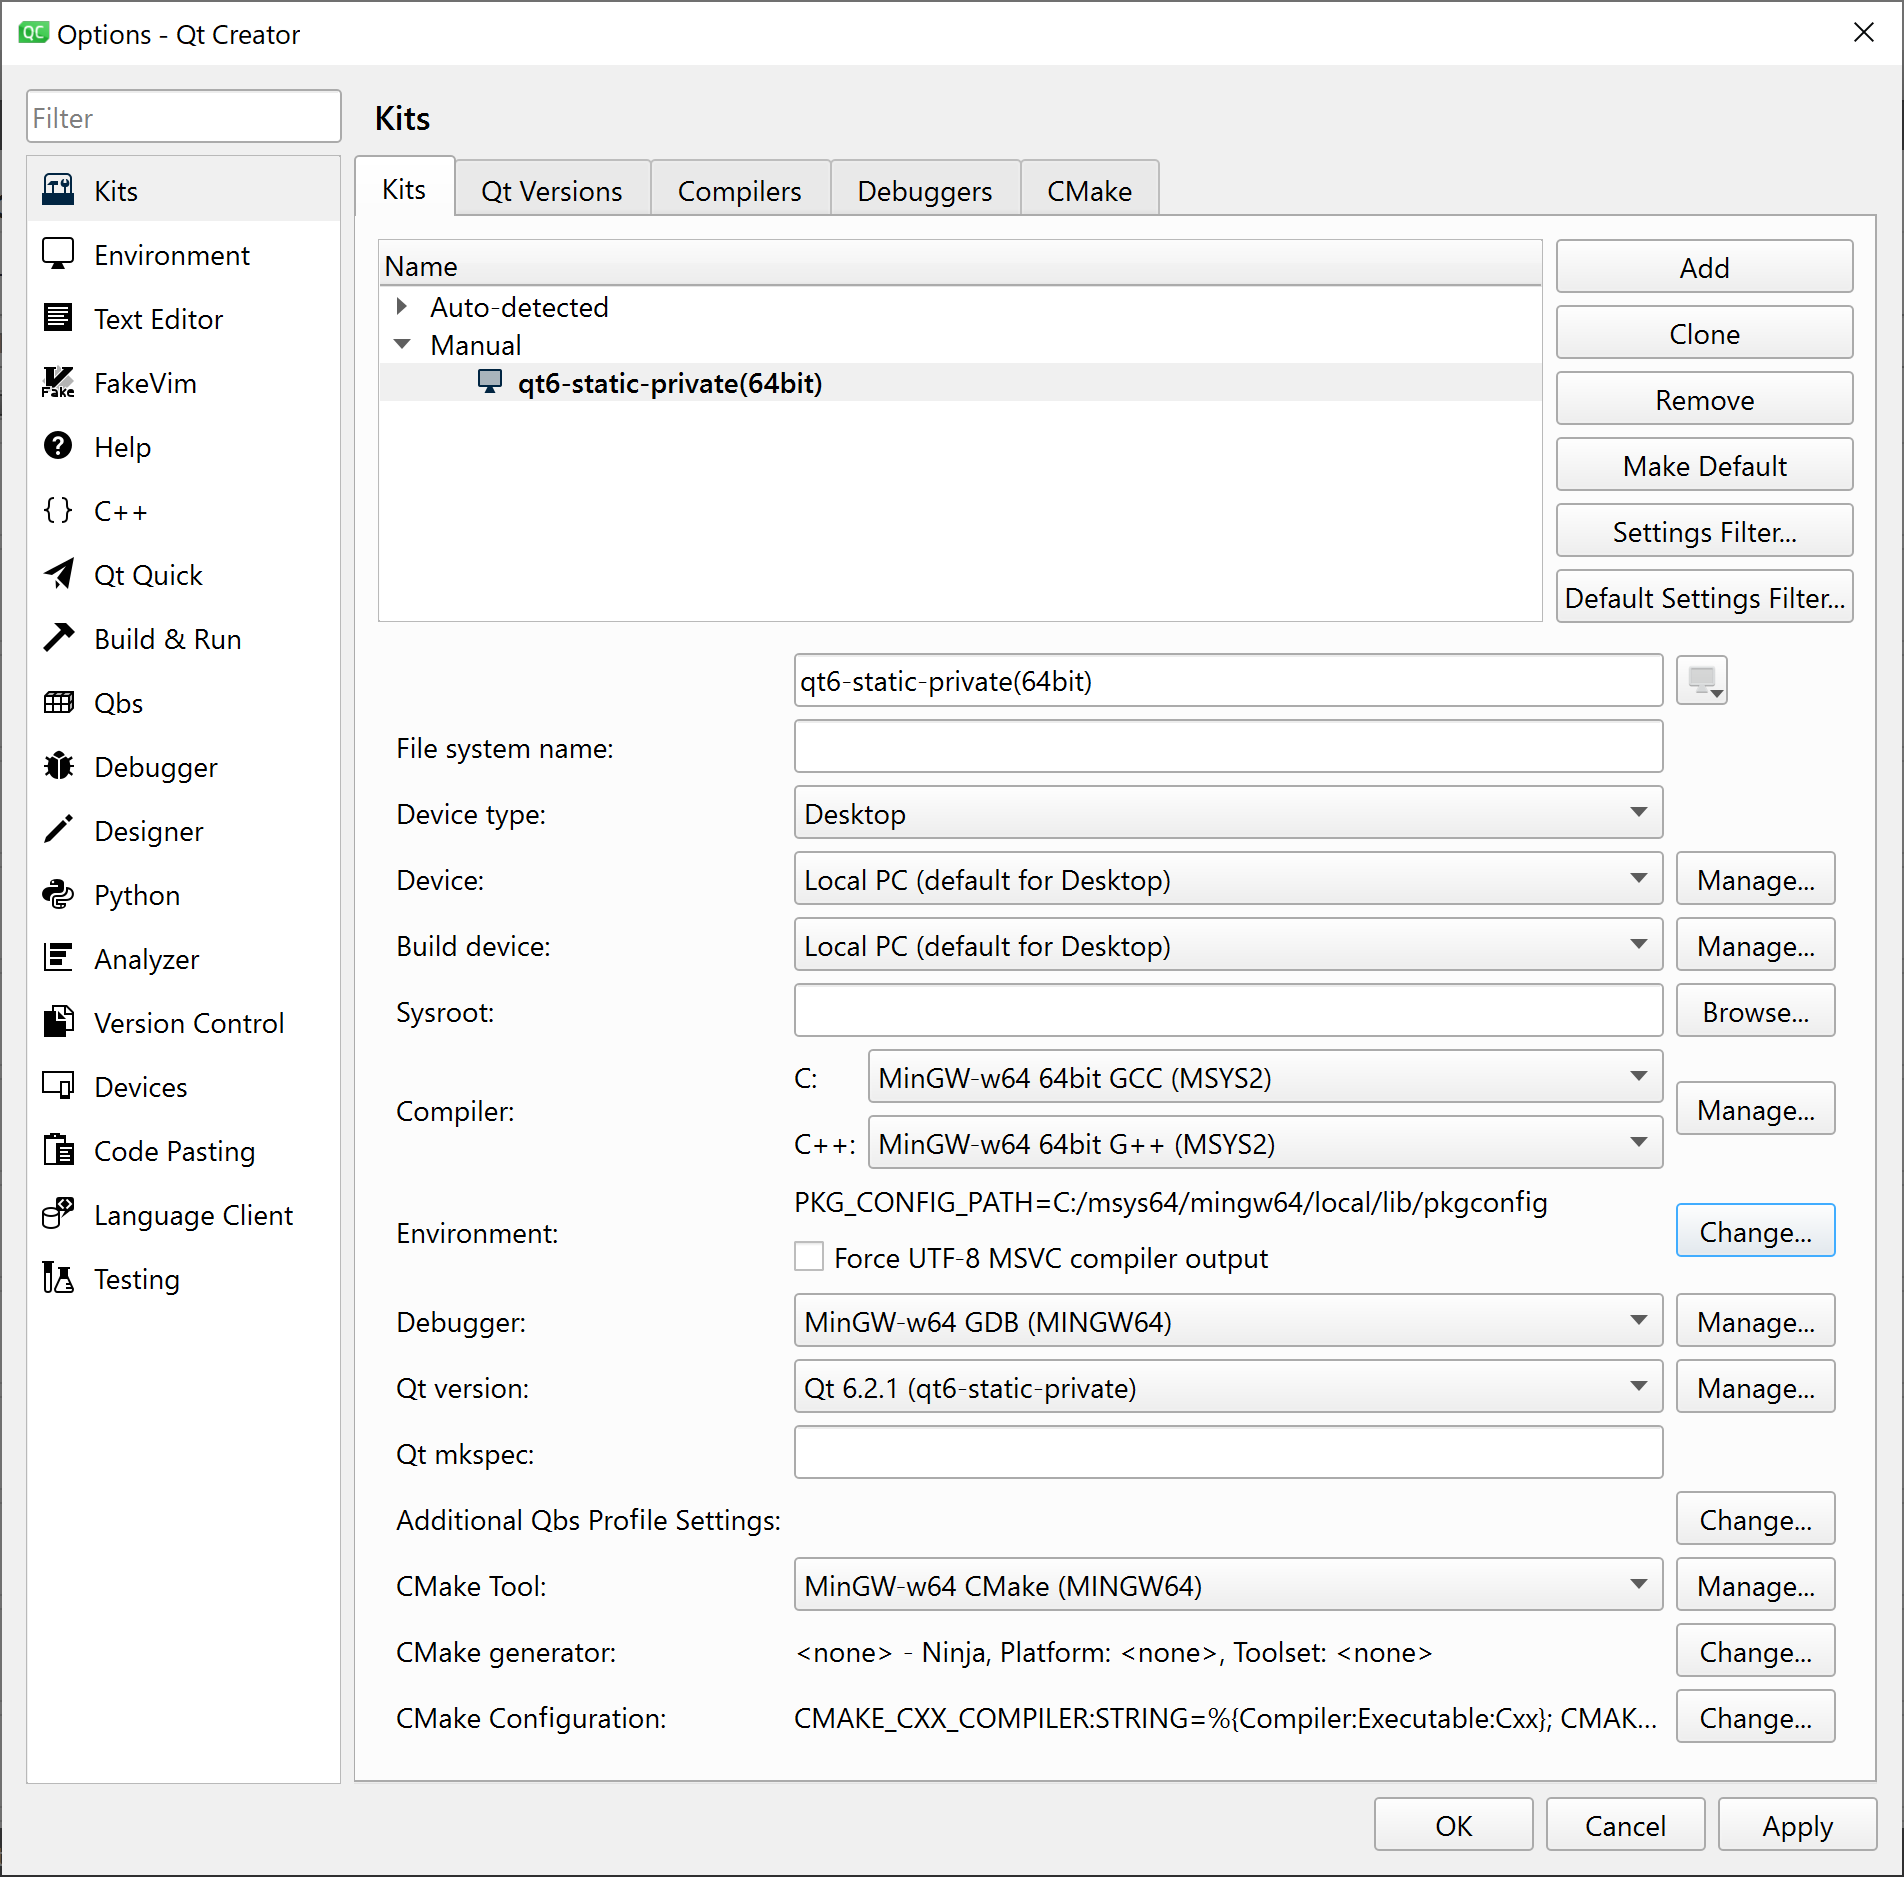 QC Options - Qt Creator
Filter
Kits
Environment
Text Editor
Fake FakeVim
Help
C++
Qt Quick
Build & Run
Qbs
Debugger
Designer
Python
Analyzer
Version Control
Devices
Code Pasting
Language Client
Testing
Kits
Kits Qt Versions Compilers Debuggers CMake
Name
Auto-detected
Manual
qt6-static-private(64bit)
Add
Clone
Remove
Make Default
Settings Filter...
Default Settings Filter...
qt6-static-private(64bit)
File system name:
Device type: Desktop
Device: Local PC (default for Desktop) Manage...
Build device: Local PC (default for Desktop) Manage...
Sysroot: Browse...
Compiler:
C: MinGW-w64 64bit GCC (MSYS2)
C++: MinGW-w64 64bit G++ (MSYS2)
Manage...
Environment:
PKG_CONFIG_PATH=C:/msys64/mingw64/local/lib/pkgconfig
Force UTF-8 MSVC compiler output
Change...
Debugger: MinGW-w64 GDB (MINGW64) Manage...
Qt version: Qt 6.2.1 (qt6-static-private) Manage...
Qt mkspec:
Additional Qbs Profile Settings: Change...
CMake Tool: MinGW-w64 CMake (MINGW64) Manage...
CMake generator: <none> - Ninja, Platform: <none>, Toolset: <none> Change...
CMake Configuration: CMAKE_CXX_COMPILER:STRING=%{Compiler:Executable:Cxx}; CMAK... Change...
OK Cancel Apply